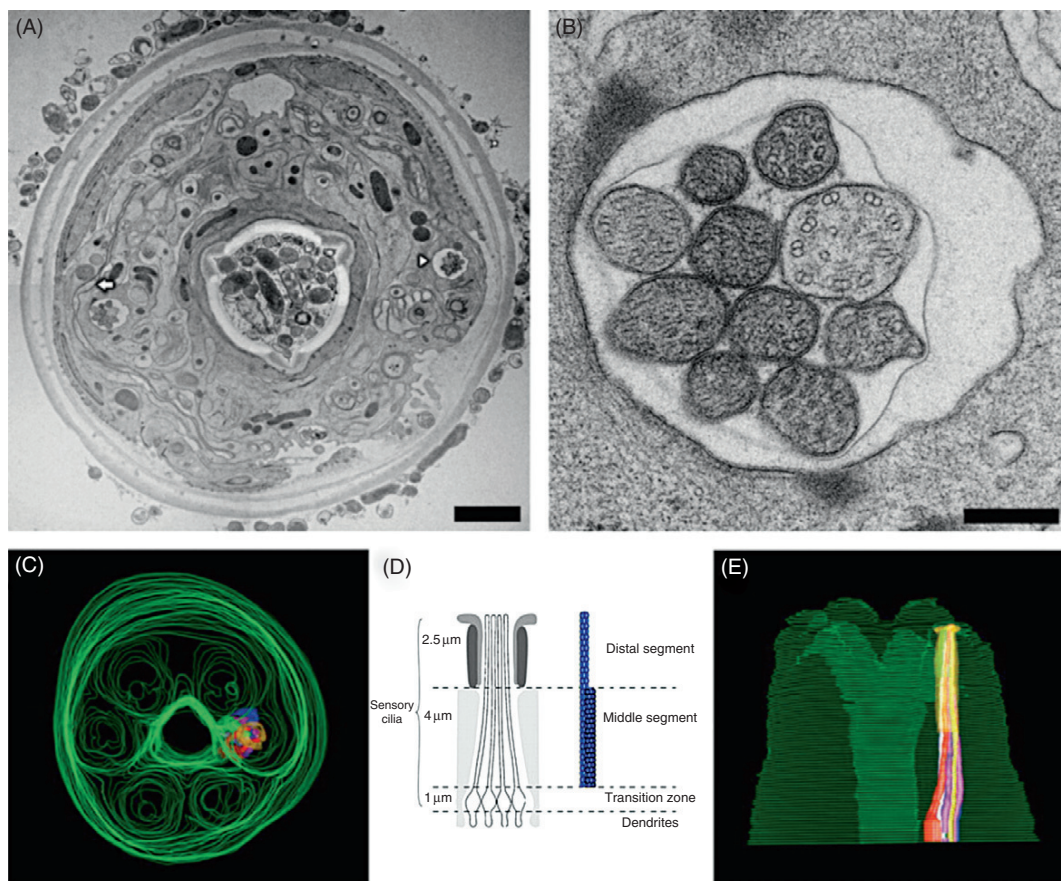 (A)
(B)
(C)
(D)
2.5 μm
Distal segment
Sensory
cilia
4 μm
Middle segment
1 μm
Transition zone
Dendrites
(E)